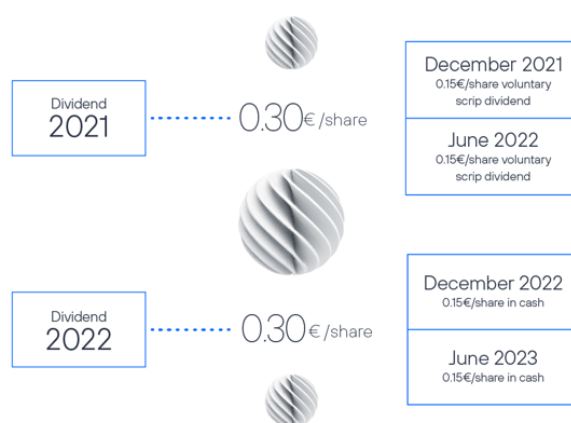 Dividend
2021
0.30€/share
December 2021
0.15€/share voluntary
scrip dividend
June 2022
0.15€/share voluntary
scrip dividend
Dividend
2022
0.30€/share
December 2022
0.15€/share in cash
June 2023
0.15€/share in cash